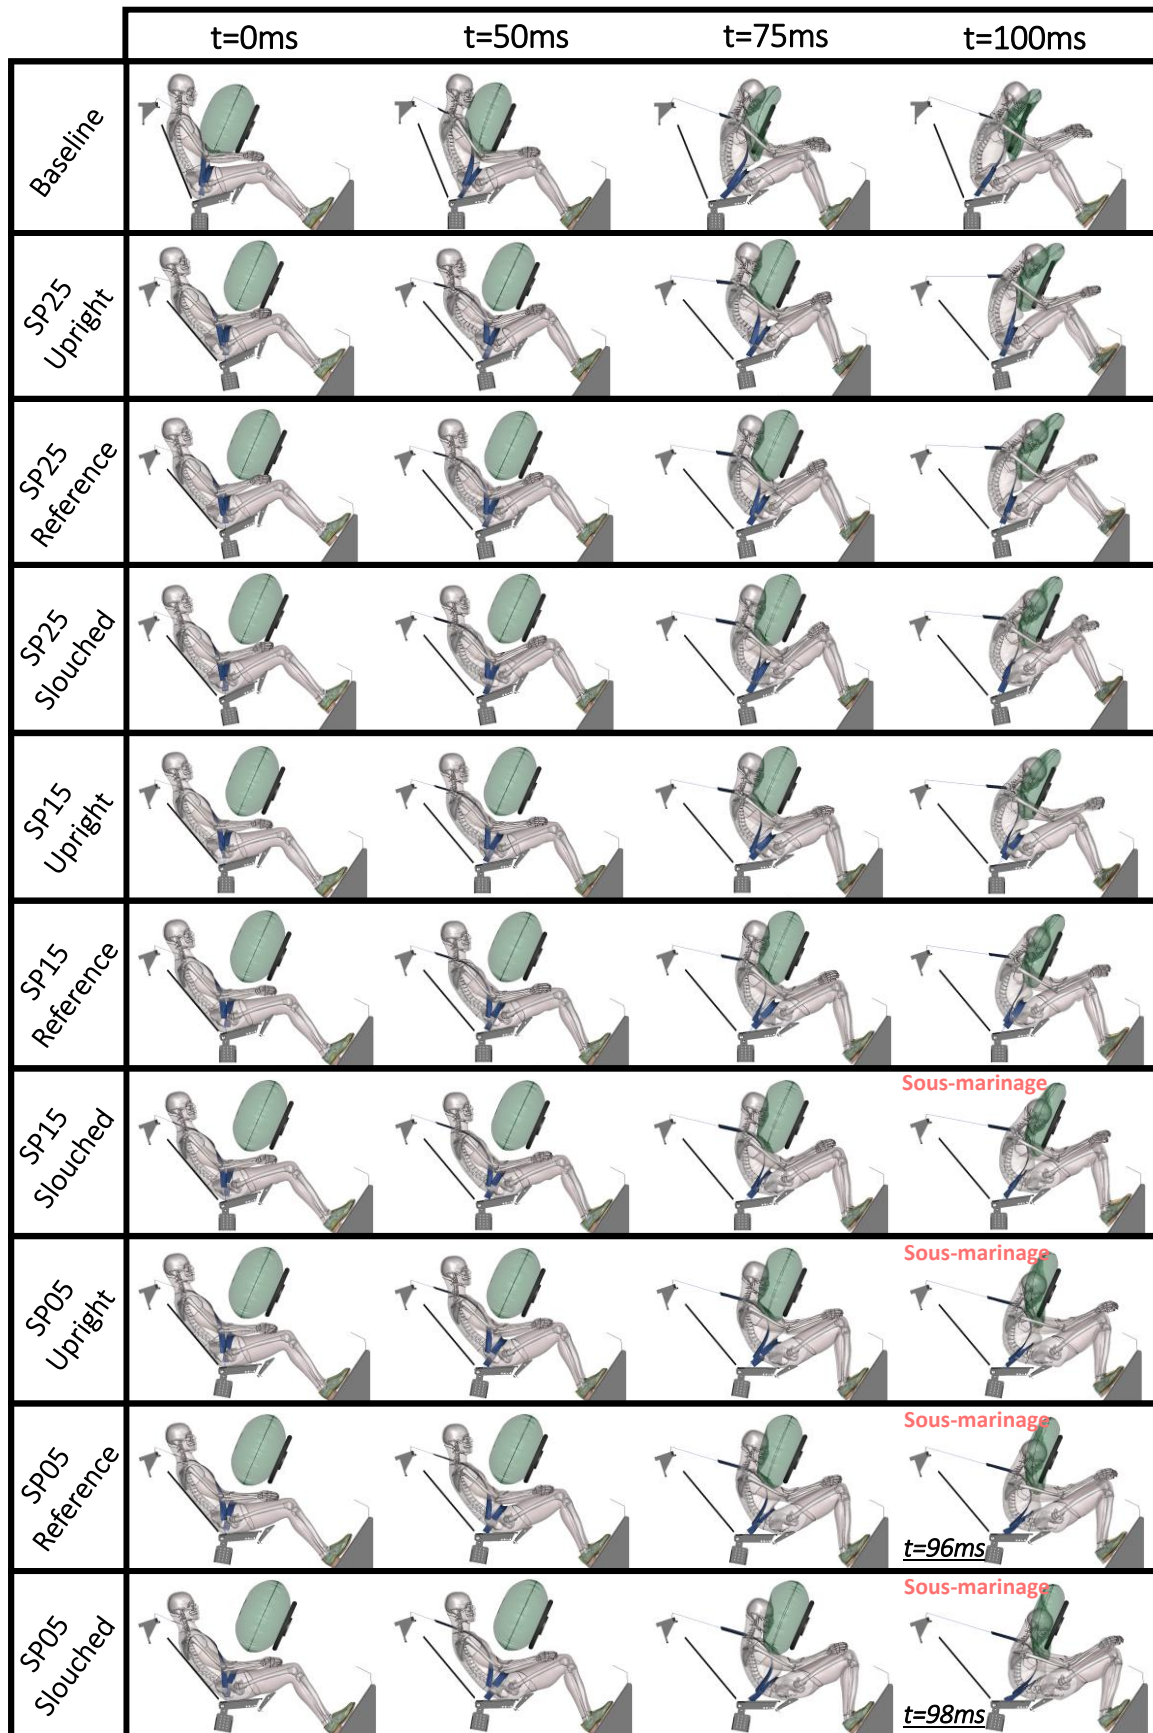 t=0ms t=50ms t=75ms t=100ms
Baseline
SP25
Upright
SP25
Reference
SP25
Slouched
SP15
Upright
SP15
Reference
SP15
Slouched
Sous-marinage
SP05
Upright
Sous-marinage
SP05
Reference
Sous-marinage
t=96ms
SP05
Slouched
Sous-marinage
t=98ms